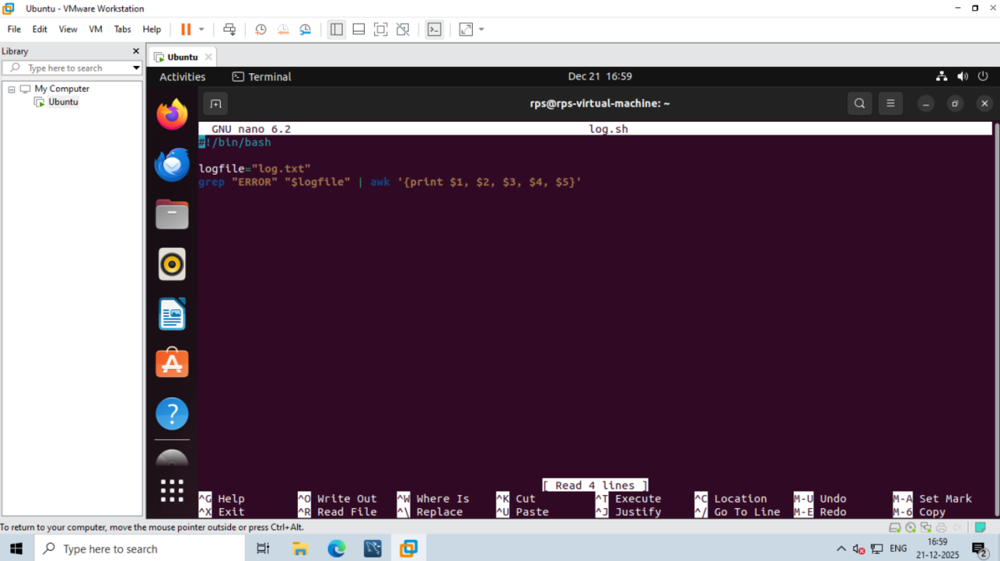 Ubuntu - VMware Workstation
File Edit View VM Tabs Help
Library
Type here to search
My Computer
Ubuntu
Ubuntu
Activities Terminal Dec 21 16:59
rps@rps-virtual-machine: ~
GNU nano 6.2 log.sh
#!/bin/bash
logfile="log.txt"
grep "ERROR" "$logfile" | awk '{print $1, $2, $3, $4, $5}'
[ Read 4 lines ]
^G Help ^O Write Out ^W Where Is ^K Cut ^T Execute ^C Location M-U Undo M-A Set Mark
^X Exit ^R Read File ^\ Replace ^U Paste ^J Justify ^/ Go To Line M-E Redo M-6 Copy
To return to your computer, move the mouse pointer outside or press Ctrl+Alt.
Type here to search
ENG
16:59
21-12-2025
2